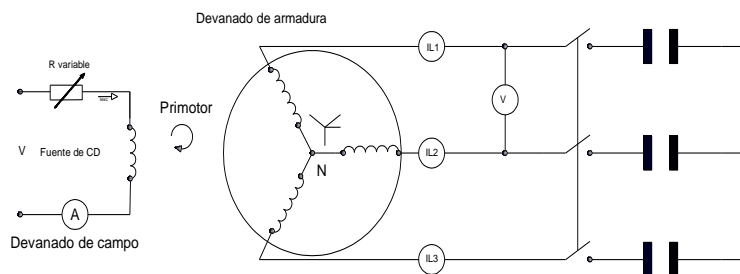 Devanado de armadura
R variable
Primotor
V
Fuente de CD
A
Devanado de campo
N
IL1
V
IL2
IL3